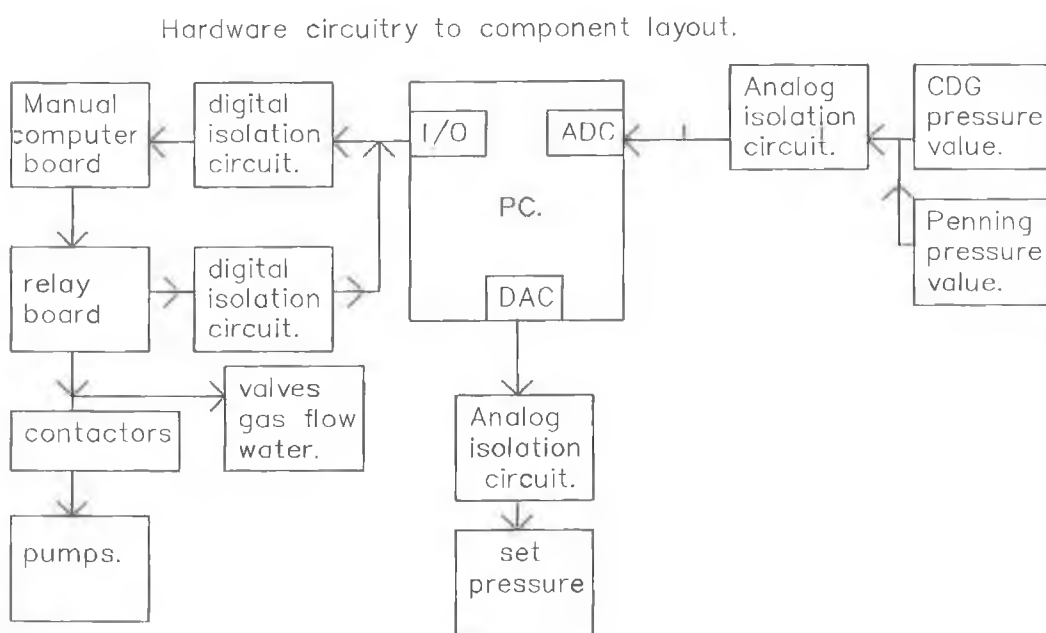 Hardware circuitry to component layout.
Manual
computer
board
digital
isolation
circuit.
I/O
ADC
PC.
DAC
Analog
isolation
circuit.
CDG
pressure
value.
Penning
pressure
value.
relay
board
digital
isolation
circuit.
valves
gas flow
water.
contactors
pumps.
Analog
isolation
circuit.
set
pressure